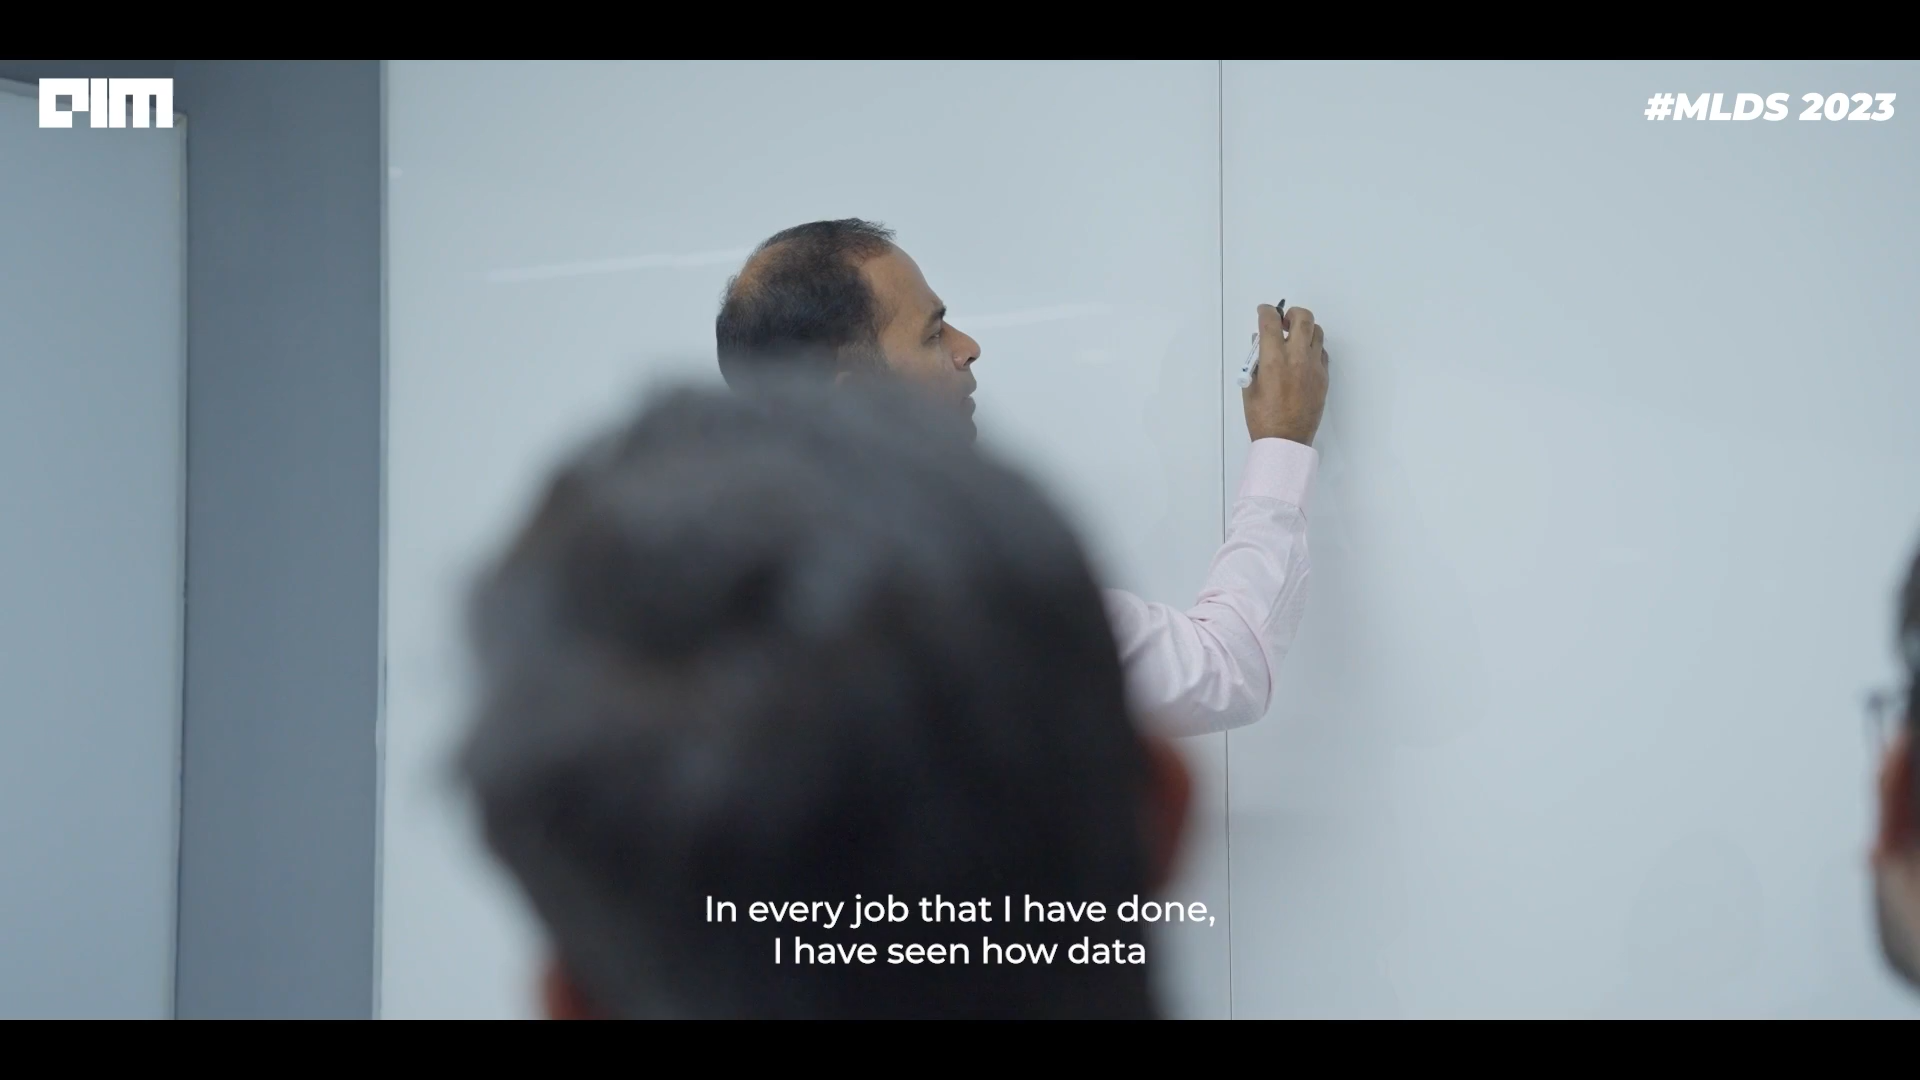 AIM
#MLDS 2023
In every job that I have done,
I have seen how data